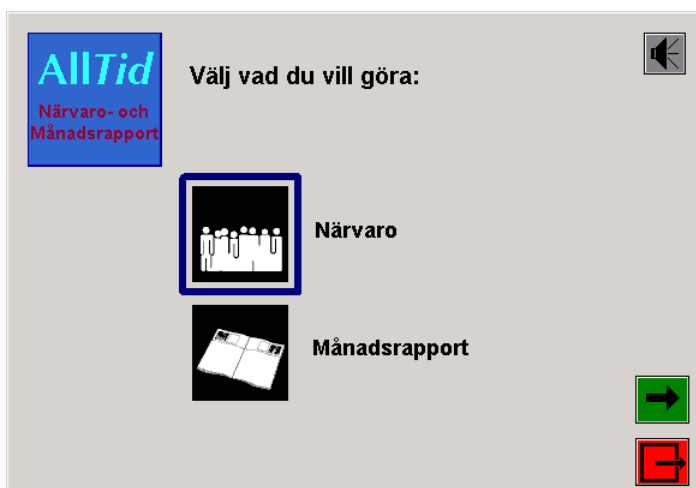 AllTid
Närvaro- och
Månadsrapport
Välj vad du vill göra:
Närvaro
Månadsrapport